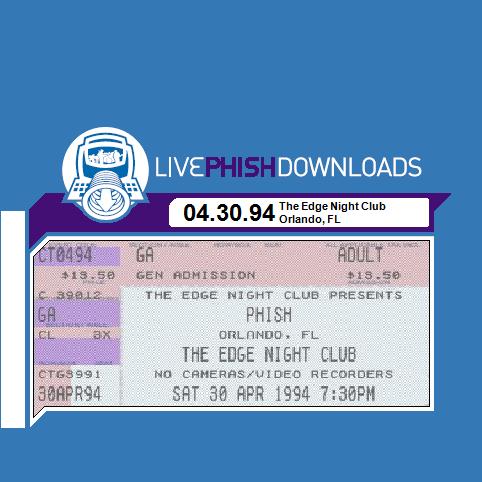 LIVEPHISHDOWNLOADS
04.30.94 The Edge Night Club
Orlando, FL
CT0494 GA ADULT
$13.50 GEN ADMISSION $13.50
C 39012 THE EDGE NIGHT CLUB PRESENTS
GA PHISH
CL 8X ORLANDO, FL
THE EDGE NIGHT CLUB
CTG3991 NO CAMERAS/VIDEO RECORDERS
30APR94 SAT 30 APR 1994 7:30PM